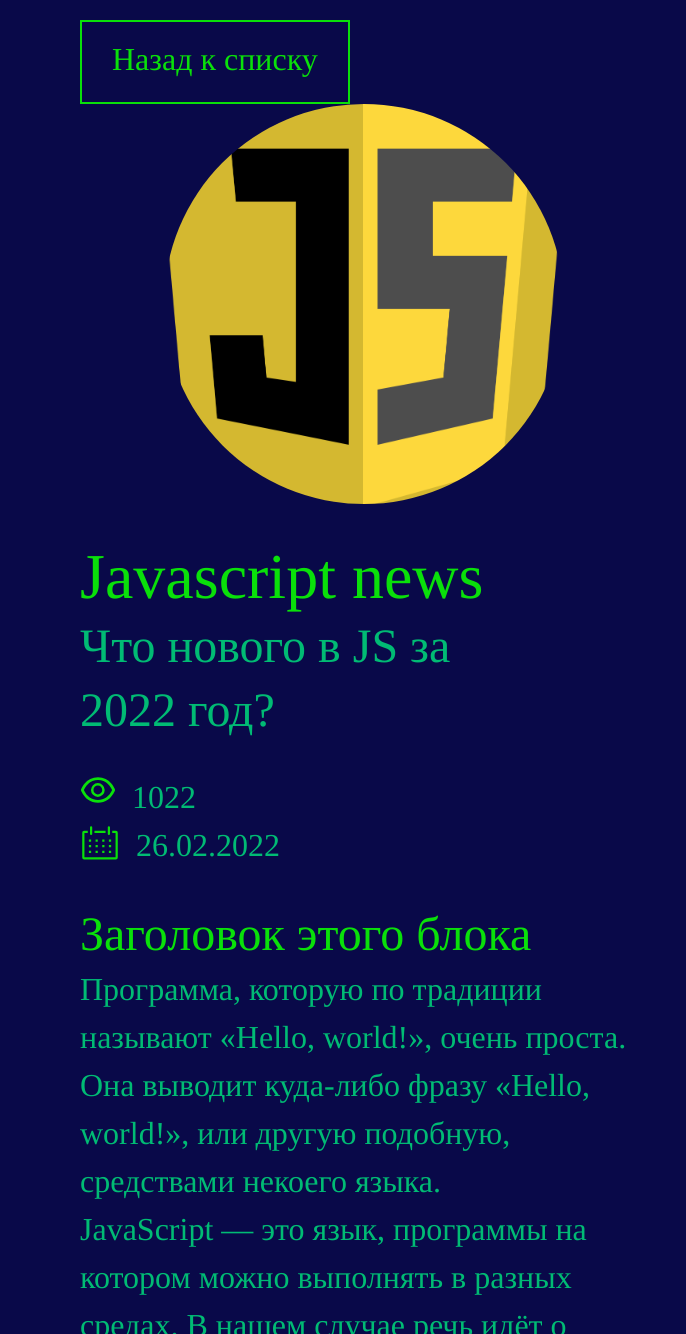 Назад к списку
JS
Javascript news
Что нового в JS за
2022 год?
1022
26.02.2022
Заголовок этого блока
Программа, которую по традиции
называют «Hello, world!», очень проста.
Она выводит куда-либо фразу «Hello,
world!», или другую подобную,
средствами некоего языка.
JavaScript — это язык, программы на
котором можно выполнять в разных
средах. В нашем случае речь идёт о